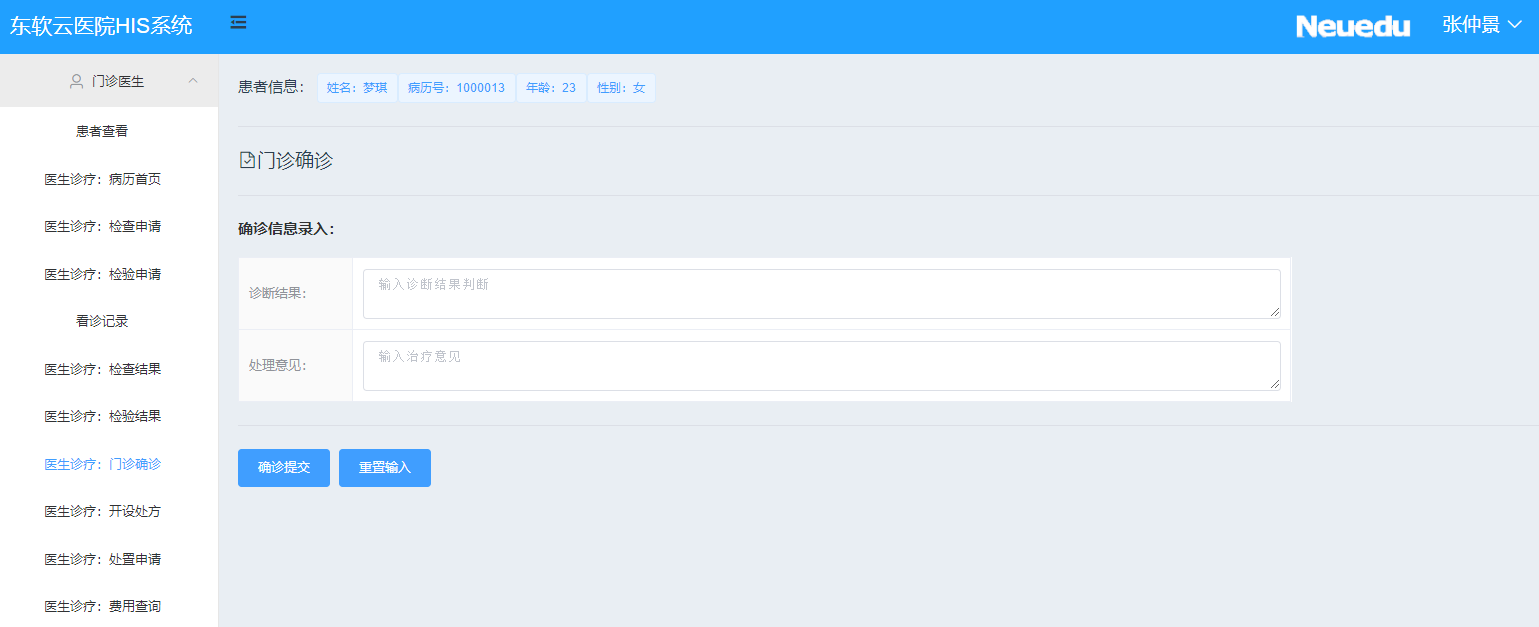 东软云医院HIS系统
Neuedu
张仲景
门诊医生
患者查看
医生诊疗：病历首页
医生诊疗：检查申请
医生诊疗：检验申请
看诊记录
医生诊疗：检查结果
医生诊疗：检验结果
医生诊疗：门诊确诊
医生诊疗：开设处方
医生诊疗：处置申请
医生诊疗：费用查询
患者信息： 姓名：梦琪 病历号：1000013 年龄：23 性别：女
门诊确诊
确诊信息录入：
诊断结果： 输入诊断结果判断
处理意见： 输入治疗意见
确诊提交 重置输入